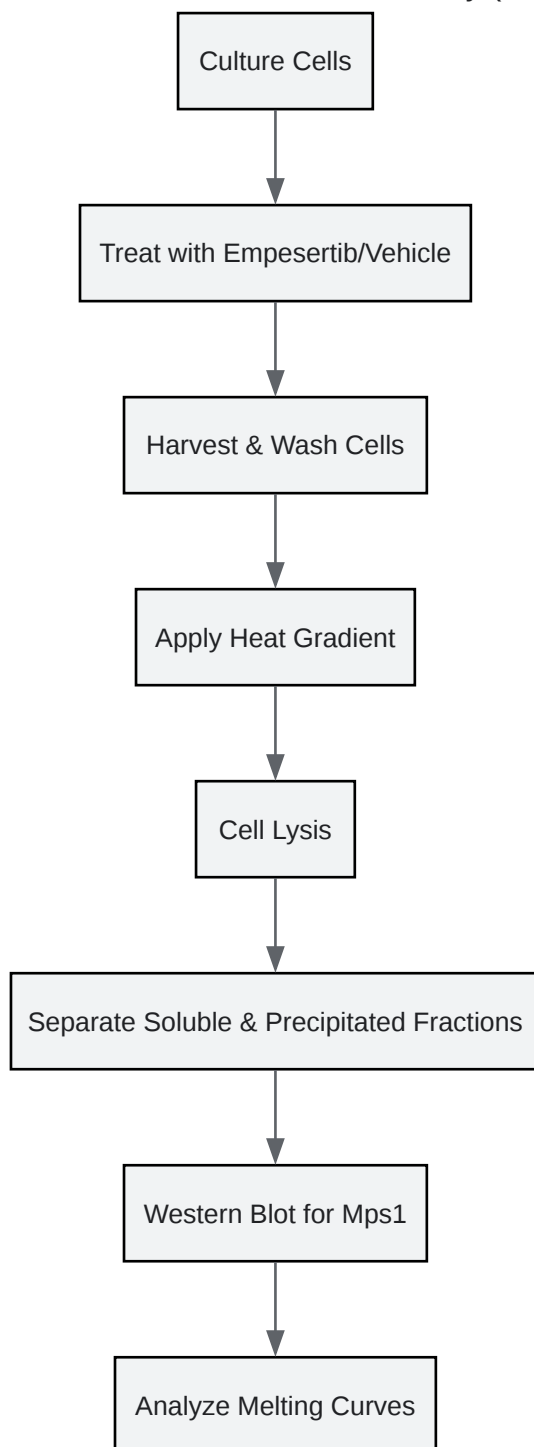 Culture Cells
Treat with Empesertib/Vehicle
Harvest & Wash Cells
Apply Heat Gradient
Cell Lysis
Separate Soluble & Precipitated Fractions
Western Blot for Mps1
Analyze Melting Curves